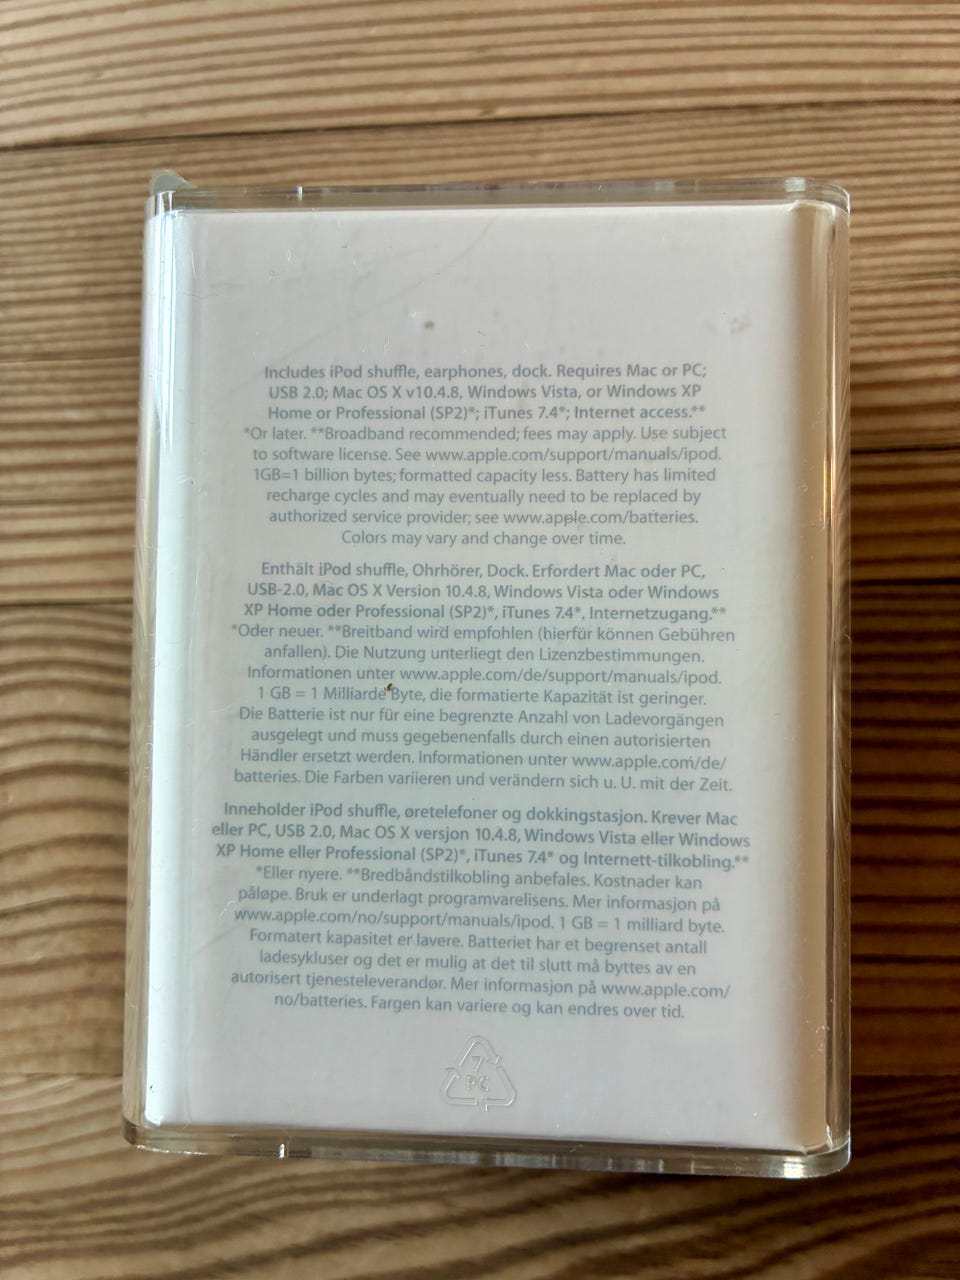 Includes iPod shuffle, earphones, dock. Requires Mac or PC;
USB 2.0; Mac OS X v10.4.8, Windows Vista, or Windows XP
Home or Professional (SP2)*; iTunes 7.4*; Internet access.**
*Or later. **Broadband recommended; fees may apply. Use subject
to software license. See www.apple.com/support/manuals/ipod.
1GB=1 billion bytes; formatted capacity less. Battery has limited
recharge cycles and may eventually need to be replaced by
authorized service provider; see www.apple.com/batteries.
Colors may vary and change over time.
Enthält iPod shuffle, Ohrhörer, Dock. Erfordert Mac oder PC,
USB-2.0, Mac OS X Version 10.4.8, Windows Vista oder Windows
XP Home oder Professional (SP2)*, iTunes 7.4*, Internetzugang.**
*Oder neuer. **Breitband wird empfohlen (hierfür können Gebühren
anfallen). Die Nutzung unterliegt den Lizenzbestimmungen.
Informationen unter www.apple.com/de/support/manuals/ipod.
1 GB = 1 Milliarde Byte, die formatierte Kapazität ist geringer.
Die Batterie ist nur für eine begrenzte Anzahl von Ladevorgängen
ausgelegt und muss gegebenenfalls durch einen autorisierten
Händler ersetzt werden. Informationen unter www.apple.com/de/
batteries. Die Farben variieren und verändern sich u. U. mit der Zeit.
Inneholder iPod shuffle, øretelefoner og dokkingstasjon. Krever Mac
eller PC, USB 2.0, Mac OS X versjon 10.4.8, Windows Vista eller Windows
XP Home eller Professional (SP2)*, iTunes 7.4* og Internett-tilkobling.**
*Eller nyere. **Bredbåndstilkobling anbefales. Kostnader kan
påløpe. Bruk er underlagt programvarelisens. Mer informasjon på
www.apple.com/no/support/manuals/ipod. 1 GB = 1 milliard byte.
Formatert kapasitet er lavere. Batteriet har et begrenset antall
ladesykluser og det er mulig at det til slutt må byttes av en
autorisert tjenesteleverandør. Mer informasjon på www.apple.com/
no/batteries. Fargen kan variere og kan endres over tid.
7
PC